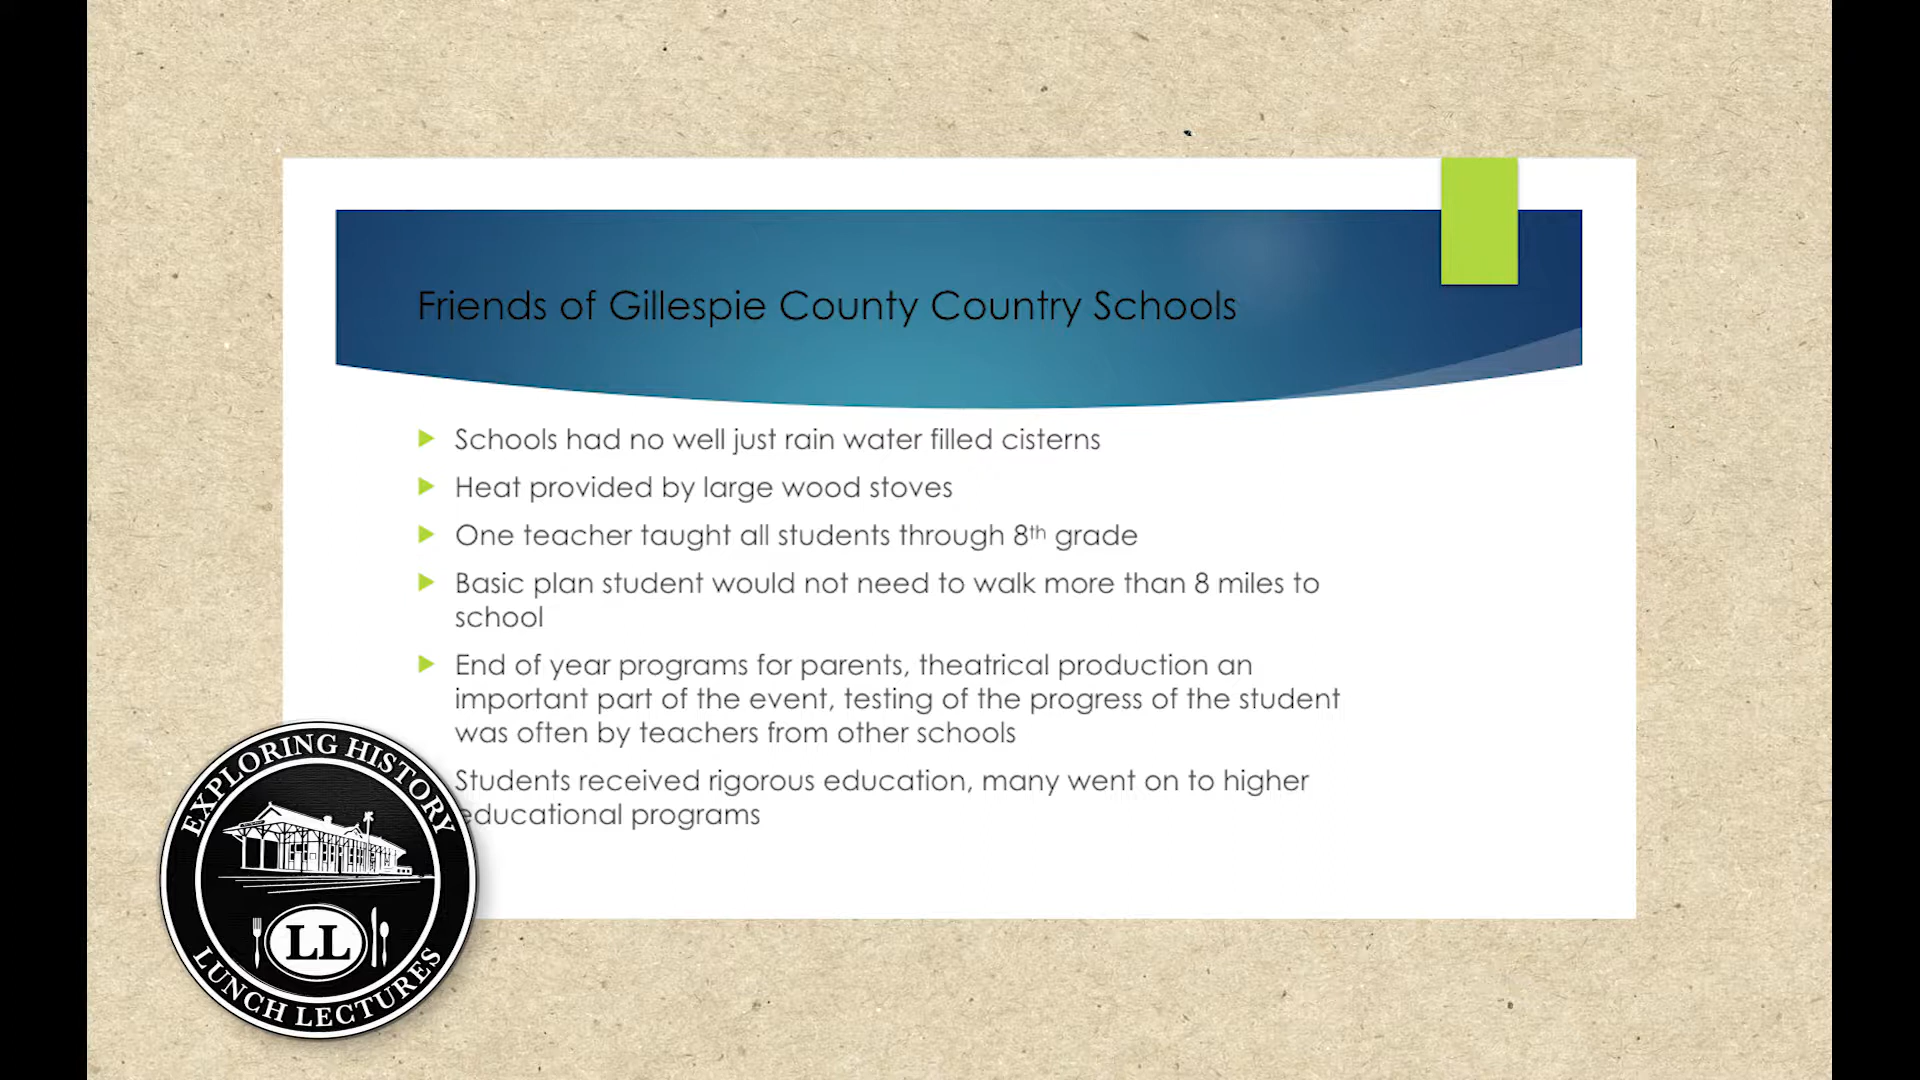 Friends of Gillespie County Country Schools
Schools had no well just rain water filled cisterns
Heat provided by large wood stoves
One teacher taught all students through 8th grade
Basic plan student would not need to walk more than 8 miles to
school
End of year programs for parents, theatrical production an
important part of the event, testing of the progress of the student
was often by teachers from other schools
Students received rigorous education, many went on to higher
educational programs
EXPLORING HISTORY
LL
LUNCH LECTURES